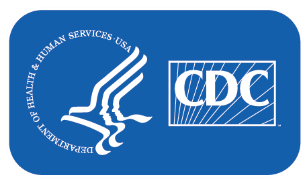 DEPARTMENT OF HEALTH & HUMAN SERVICES·USA
CDC